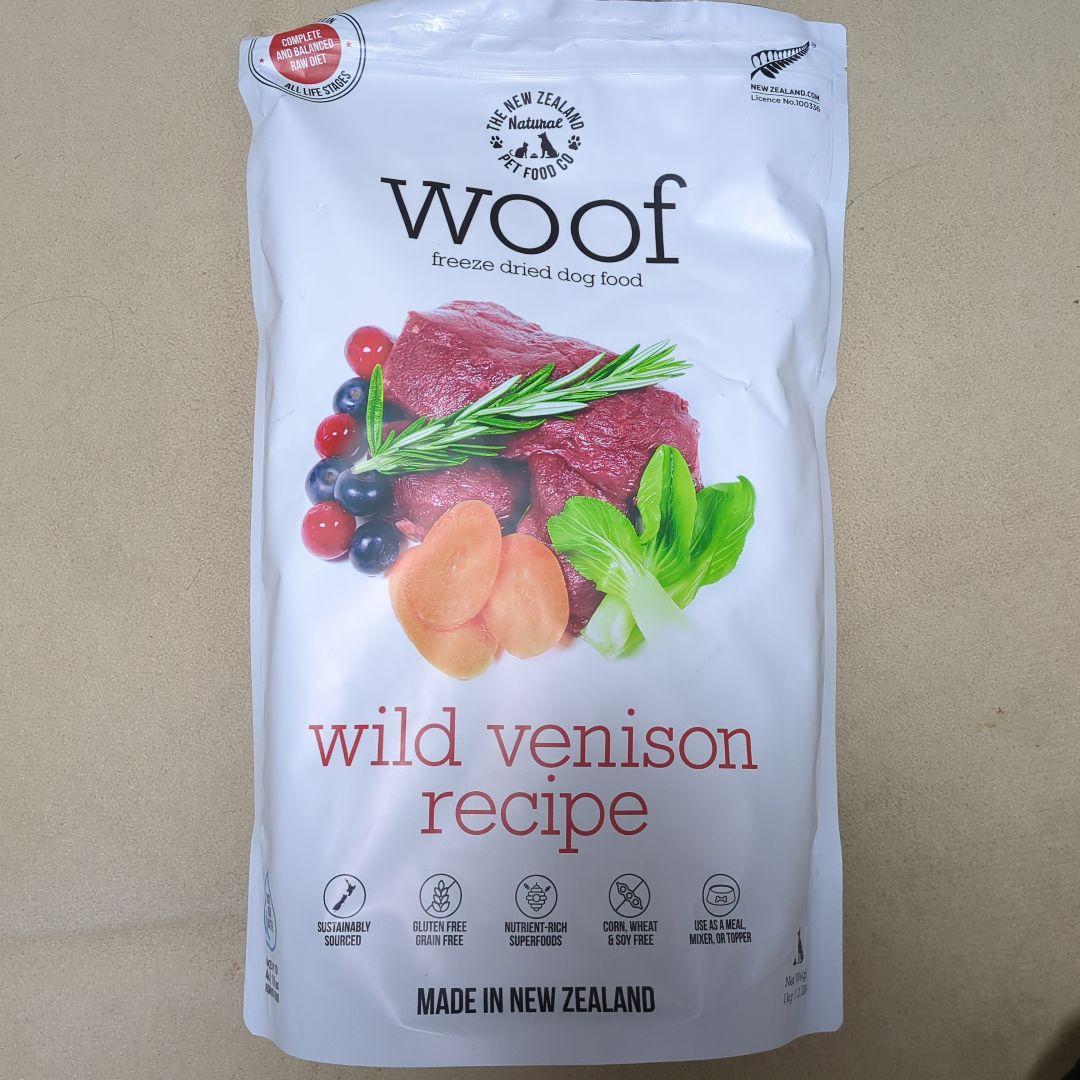 COMPLETE
AND BALANCED
RAW DIET
ALL LIFE STAGES
NEW ZEALAND.COM
Licence No.100336
THE NEW ZEALAND
Natural
PET FOOD CO
woof
freeze dried dog food
wild venison
recipe
SUSTAINABLY
SOURCED
GLUTEN FREE
GRAIN FREE
NUTRIENT-RICH
SUPERFOODS
CORN, WHEAT
& SOY FREE
USE AS A MEAL,
MIXER, OR TOPPER
MADE IN NEW ZEALAND
Net
1kg